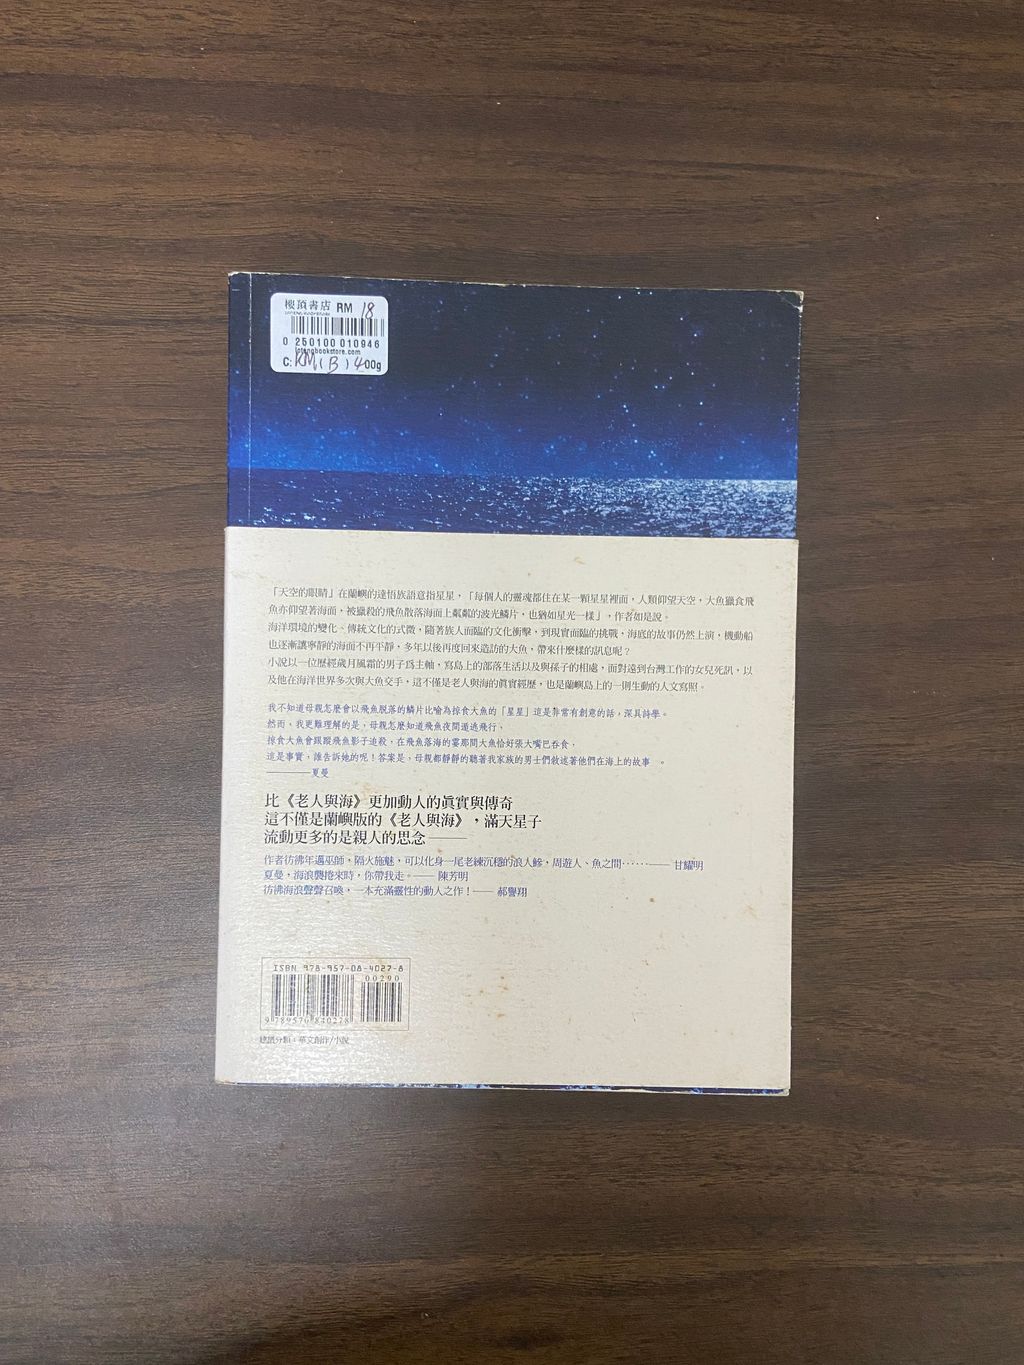 樓頂書店 RM 18
0 250100 010946
lotengbookstore.com
C: RM ( B ) 400g
「天空的眼睛」在蘭嶼的達悟族語意指星星，「每個人的靈魂都住在某一顆星星裡面，人類仰望天空，大魚獵食飛
魚亦仰望著海面，被獵殺的飛魚散落海面上粼粼的波光鱗片，也猶如星光一樣」，作者如是說。
海洋環境的變化、傳統文化的式微，隨著族人面臨的文化衝擊，到現實面臨的挑戰，海底的故事仍然上演，機動船
也逐漸讓寧靜的海面不再平靜，多年以後再度回來造訪的大魚，帶來什麼樣的訊息呢？
小說以一位歷經歲月風霜的男子為主軸，寫島上的部落生活以及與孫子的相處，面對遠到台灣工作的女兒死訊，以
及他在海洋世界多次與大魚交手，這不僅是老人與海的真實經歷，也是蘭嶼島上的一則生動的人文寫照。
我不知道母親怎麼會以飛魚脫落的鱗片比喻為掠食大魚的「星星」這是非常有創意的話，深具詩學。
然而、我更難理解的是，母親怎麼知道飛魚夜間遁逃飛行、
掠食大魚會跟蹤飛魚影子追殺，在飛魚落海的霎那間大魚恰好張大嘴巴吞食，
這是事實，誰告訴她的呢！答案是，母親都靜靜的聽著我家族的男士們敘述著他們在海上的故事 。
————夏曼
比《老人與海》更加動人的真實與傳奇
這不僅是蘭嶼版的《老人與海》，滿天星子
流動更多的是親人的思念——
作者彷彿年邁巫師，隔火施魅，可以化身一尾老練沉穩的浪人鰺，周遊人、魚之間……—— 甘耀明
夏曼，海浪襲捲來時，你帶我走。—— 陳芳明
彷彿海浪聲聲召喚，一本充滿靈性的動人之作！—— 郝譽翔
ISBN 978-957-08-4027-8
00290
9 789570 840278
建議分類：華文創作/小說